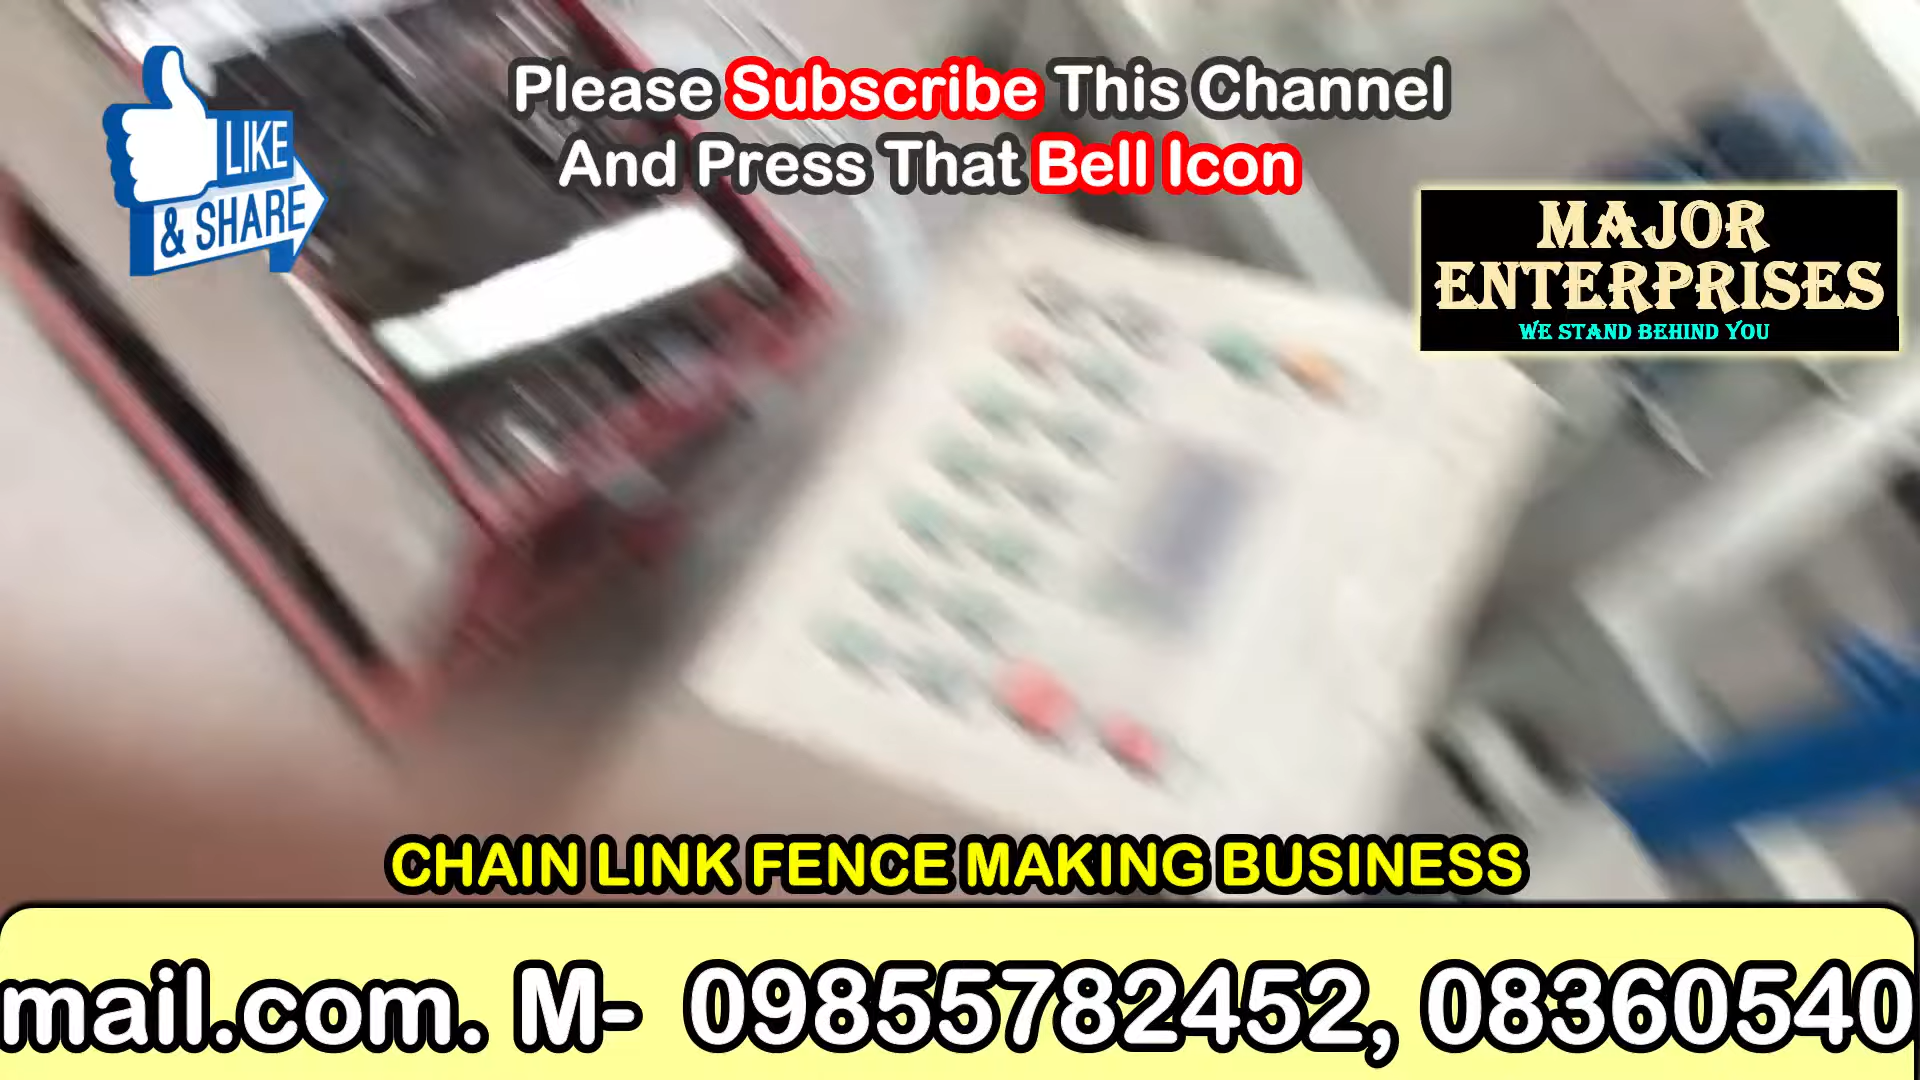 Please Subscribe This Channel
And Press That Bell Icon
LIKE
& SHARE
MAJOR
ENTERPRISES
WE STAND BEHIND YOU
CHAIN LINK FENCE MAKING BUSINESS
mail.com. M- 09855782452, 08360540